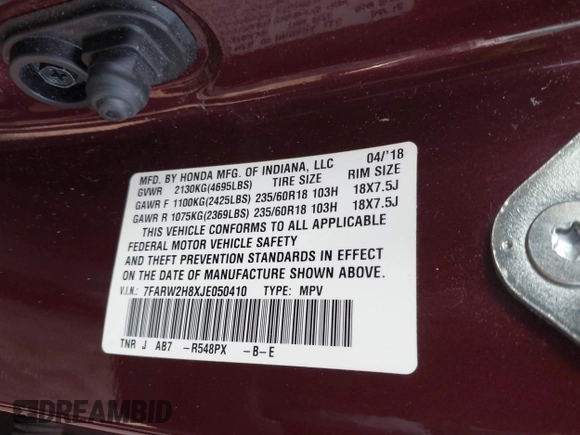 MFD. BY HONDA MFG. OF INDIANA, LLC 04/'18
GVWR 2130KG(4695LBS) TIRE SIZE RIM SIZE
GAWR F 1100KG(2425LBS) 235/60R18 103H 18X7.5J
GAWR R 1075KG(2369LBS) 235/60R18 103H 18X7.5J
THIS VEHICLE CONFORMS TO ALL APPLICABLE
FEDERAL MOTOR VEHICLE SAFETY
AND THEFT PREVENTION STANDARDS IN EFFECT
ON THE DATE OF MANUFACTURE SHOWN ABOVE.
V.I.N.: 7FARW2H8XJE050410 TYPE: MPV
TNR J AB7 -R548PX -B-E
DREAMBID